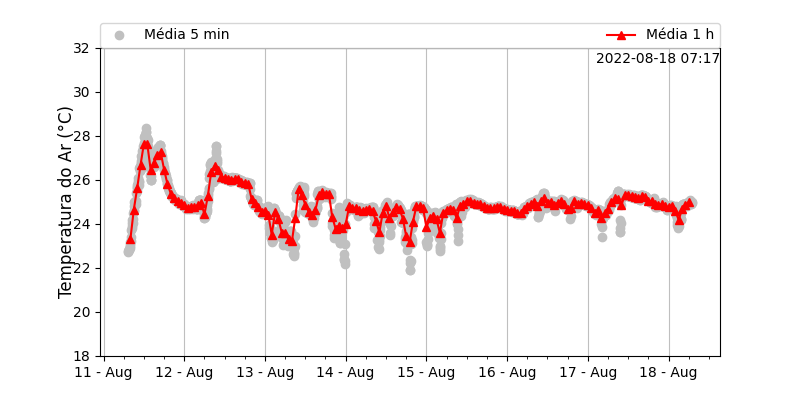 Média 5 min
Média 1 h
2022-08-18 07:17
Temperatura do Ar (°C)
32
30
28
26
24
22
20
18
11 - Aug
12 - Aug
13 - Aug
14 - Aug
15 - Aug
16 - Aug
17 - Aug
18 - Aug